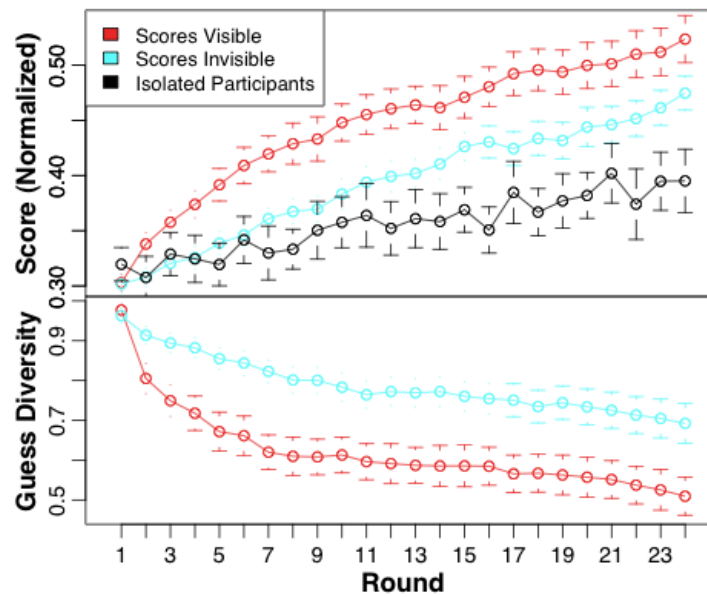 Scores Visible
Scores Invisible
Isolated Participants
Score (Normalized)
0.50
0.40
0.30
Guess Diversity
0.9
0.7
0.5
1 3 5 7 9 11 13 15 17 19 21 23
Round